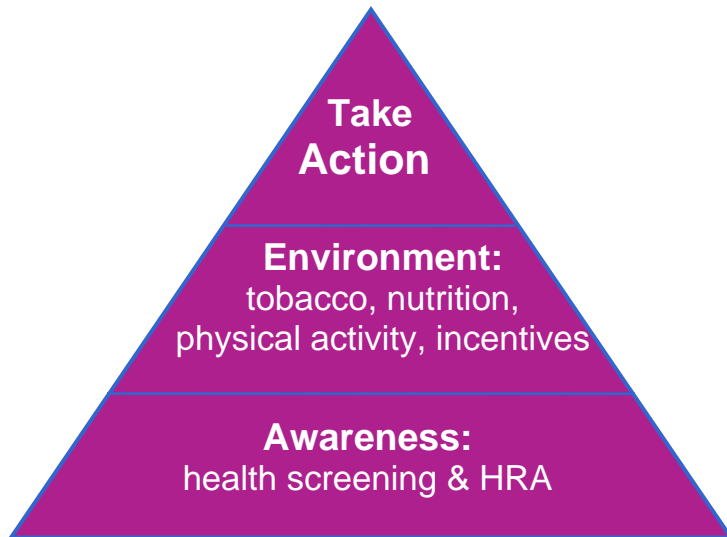 Take
Action
Environment:
tobacco, nutrition,
physical activity, incentives
Awareness:
health screening & HRA